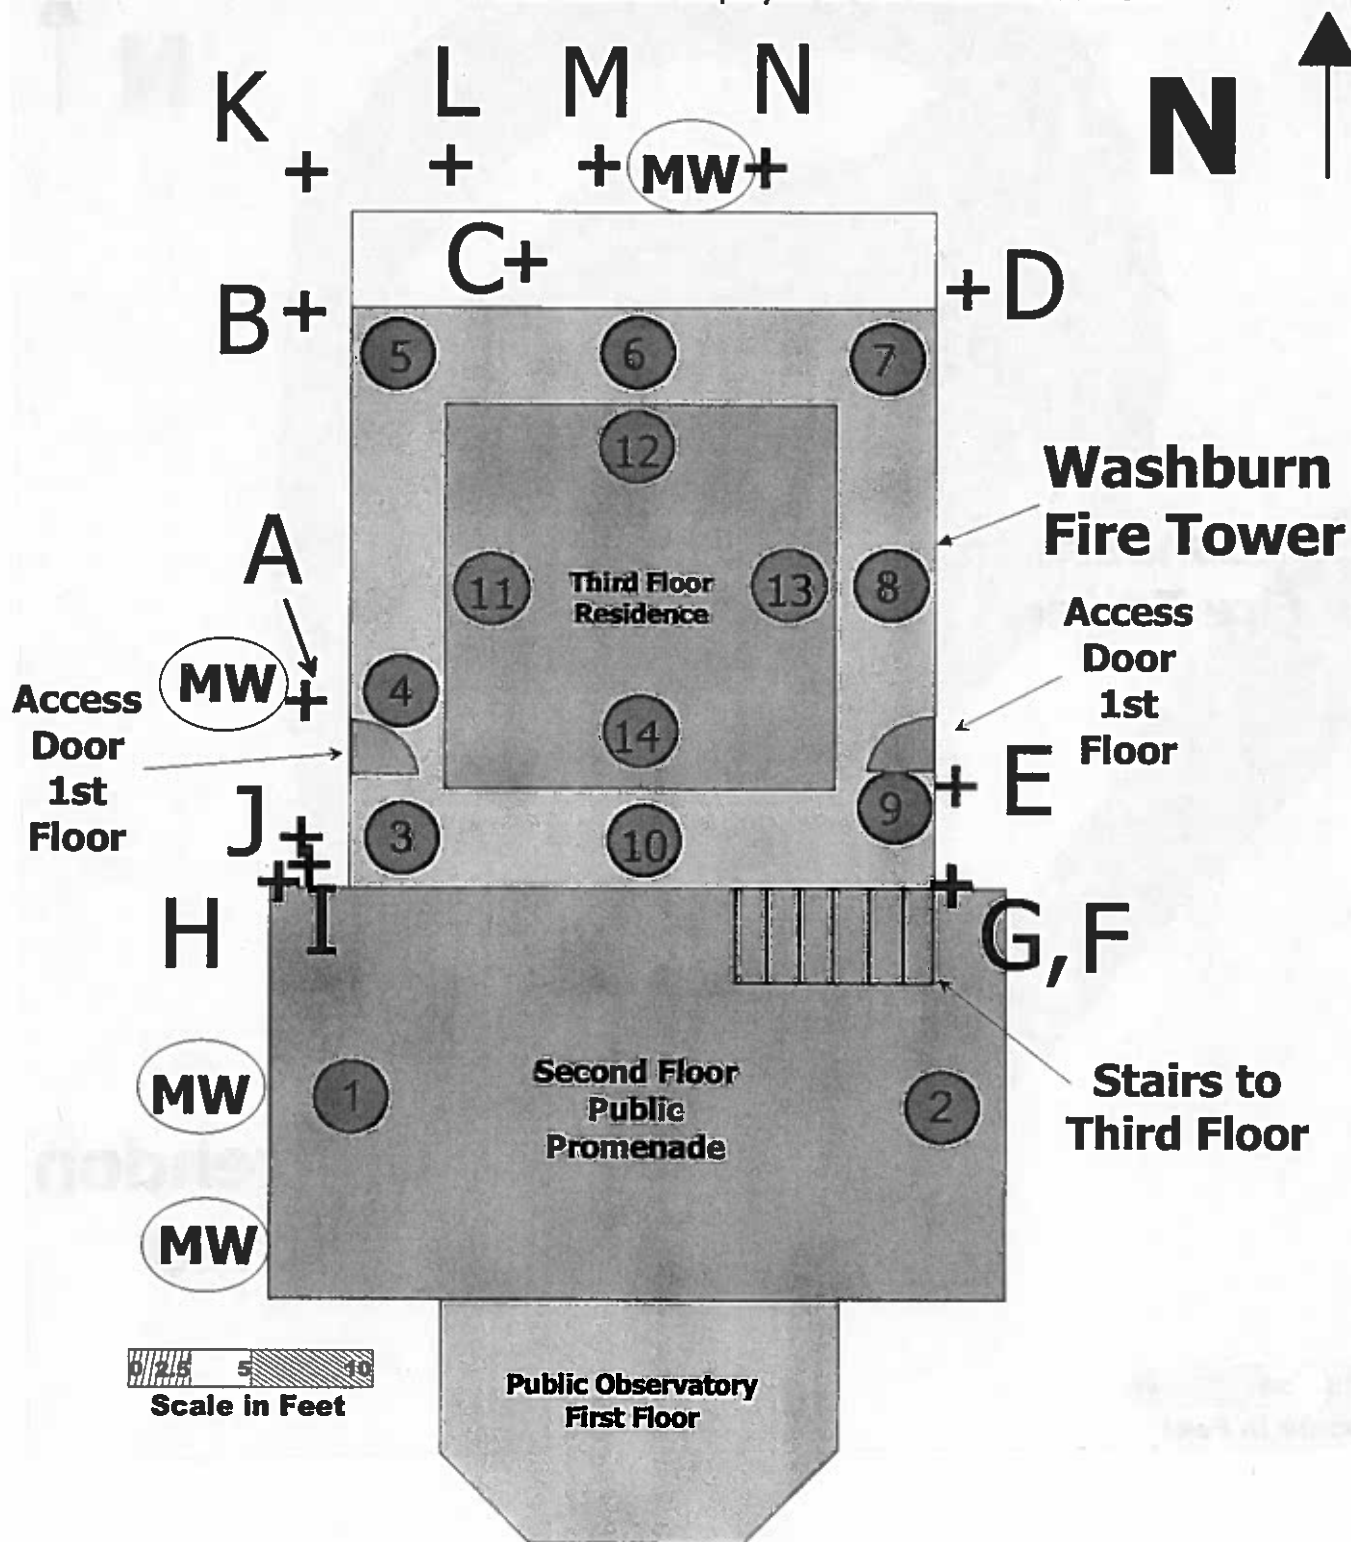 K
L
M
N
N
MW
C
B
D
5
6
7
12
Washburn
Fire Tower
A
11
Third Floor
Residence
13
8
Access
Door
1st
Floor
MW
4
Access
Door
1st
Floor
14
E
J
3
10
9
H
I
G,F
MW
1
Second Floor
Public
Promenade
2
Stairs to
Third Floor
MW
0 2.5 5 10
Scale in Feet
Public Observatory
First Floor